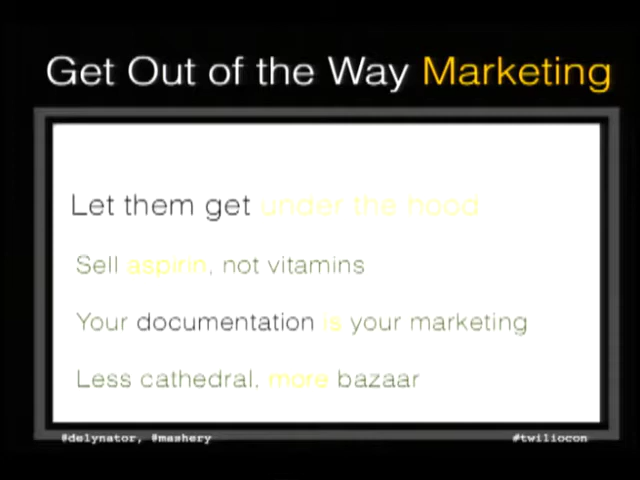 Get Out of the Way Marketing
Let them get under the hood
Sell aspirin, not vitamins
Your documentation is your marketing
Less cathedral, more bazaar
@delynator, @mashery
#twiliocon